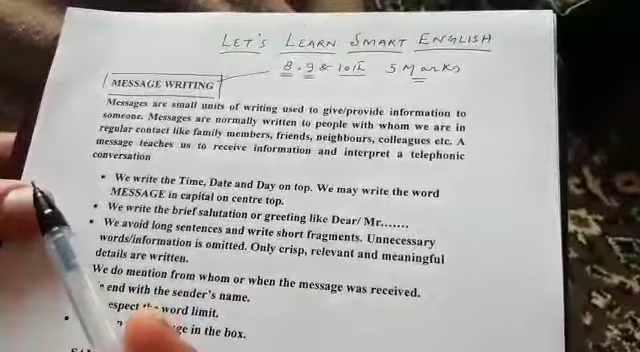 LET'S LEARN SMART ENGLISH
8, 9 & 10th 5 Marks
MESSAGE WRITING
Messages are small units of writing used to give/provide information to
someone. Messages are normally written to people with whom we are in
regular contact like family members, friends, neighbours, colleagues etc. A
message teaches us to receive information and interpret a telephonic
conversation
• We write the Time, Date and Day on top. We may write the word
MESSAGE in capital on centre top.
• We write the brief salutation or greeting like Dear/ Mr.......
• We avoid long sentences and write short fragments. Unnecessary
words/information is omitted. Only crisp, relevant and meaningful
details are written.
We do mention from whom or when the message was received.
end with the sender's name.
espect the word limit.
• ge in the box.